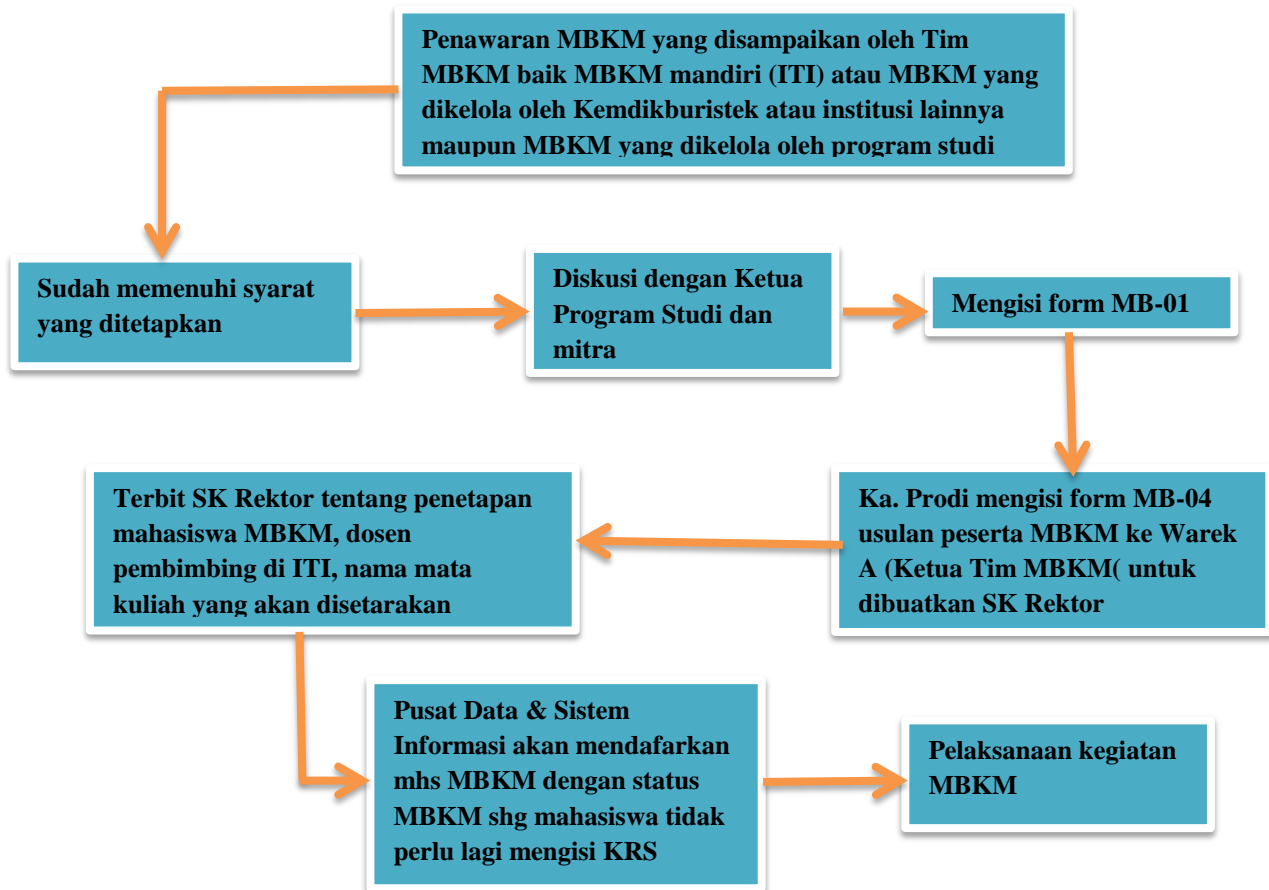 Penawaran MBKM yang disampaikan oleh Tim
MBKM baik MBKM mandiri (ITI) atau MBKM yang
dikelola oleh Kemdikburistek atau institusi lainnya
maupun MBKM yang dikelola oleh program studi
Sudah memenuhi syarat
yang ditetapkan
Diskusi dengan Ketua
Program Studi dan
mitra
Mengisi form MB-01
Ka. Prodi mengisi form MB-04
usulan peserta MBKM ke Warek
A (Ketua Tim MBKM( untuk
dibuatkan SK Rektor
Terbit SK Rektor tentang penetapan
mahasiswa MBKM, dosen
pembimbing di ITI, nama mata
kuliah yang akan disetarakan
Pusat Data & Sistem
Informasi akan mendafarkan
mhs MBKM dengan status
MBKM shg mahasiswa tidak
perlu lagi mengisi KRS
Pelaksanaan kegiatan
MBKM